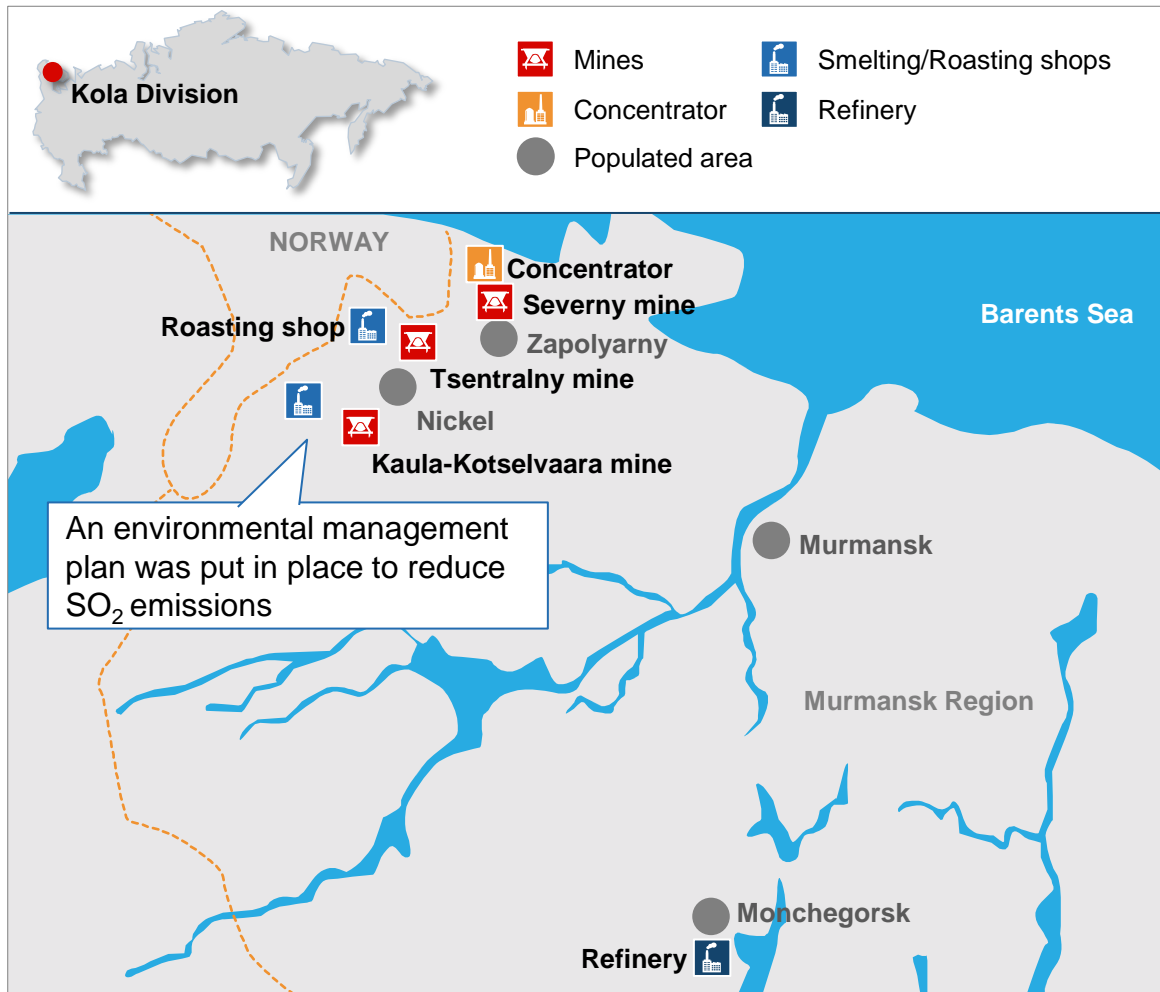 Kola Division
Mines
Smelting/Roasting shops
Concentrator
Refinery
Populated area
NORWAY
Concentrator
Severny mine
Barents Sea
Roasting shop
Zapolyarny
Tsentralny mine
Nickel
Kaula-Kotselvaara mine
An environmental management
plan was put in place to reduce
SO₂ emissions
Murmansk
Murmansk Region
Monchegorsk
Refinery